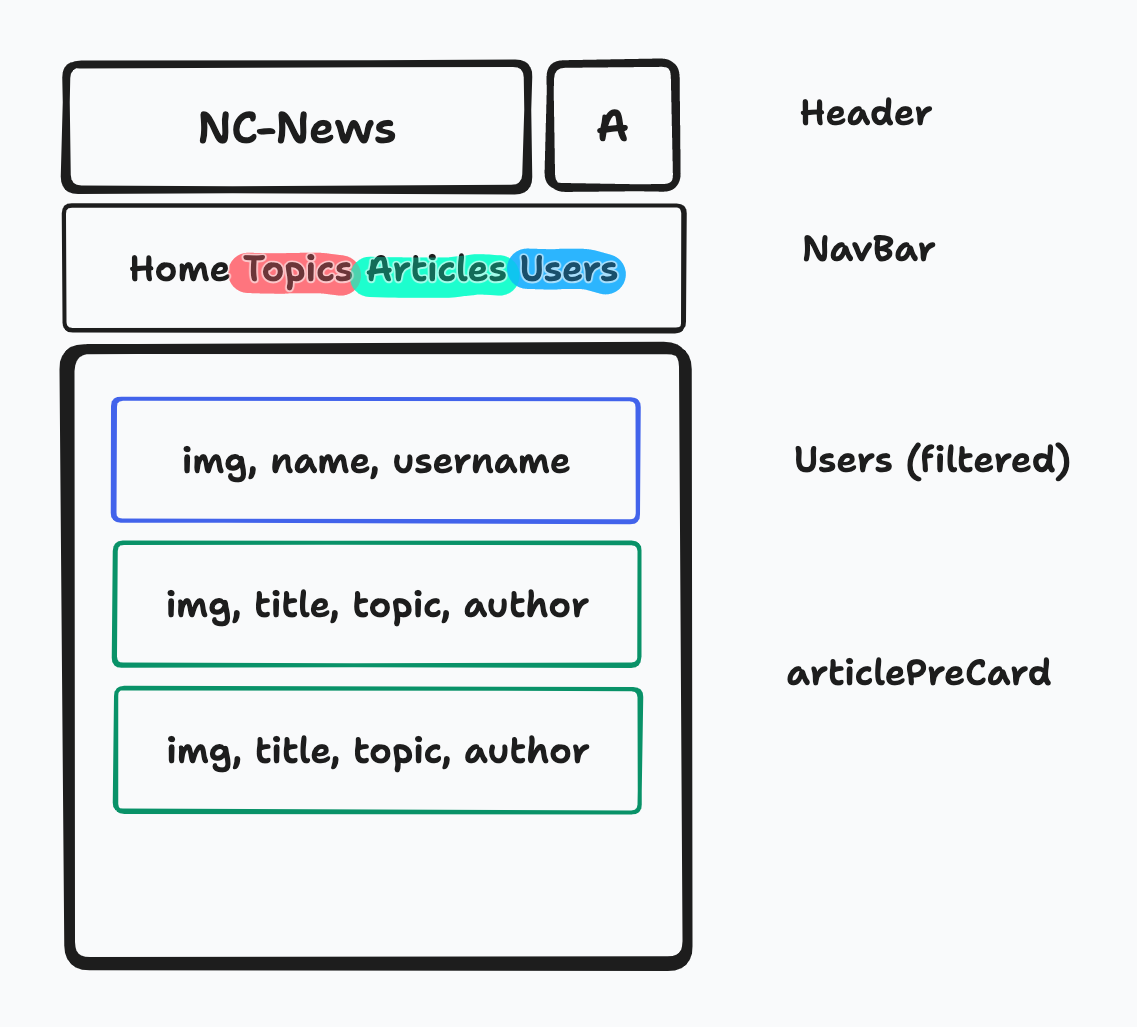 NC-News
A
Header
Home Topics Articles Users
NavBar
img, name, username
Users (filtered)
img, title, topic, author
articlePreCard
img, title, topic, author